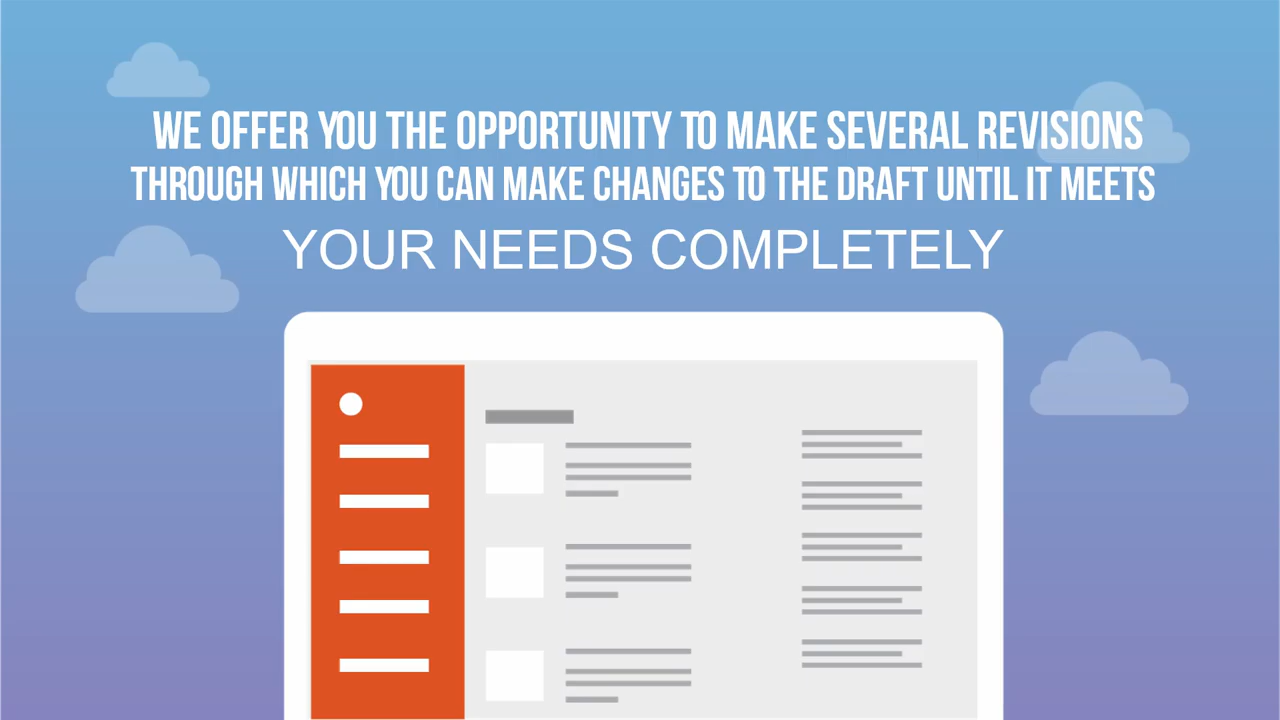 WE OFFER YOU THE OPPORTUNITY TO MAKE SEVERAL REVISIONS
THROUGH WHICH YOU CAN MAKE CHANGES TO THE DRAFT UNTIL IT MEETS
YOUR NEEDS COMPLETELY